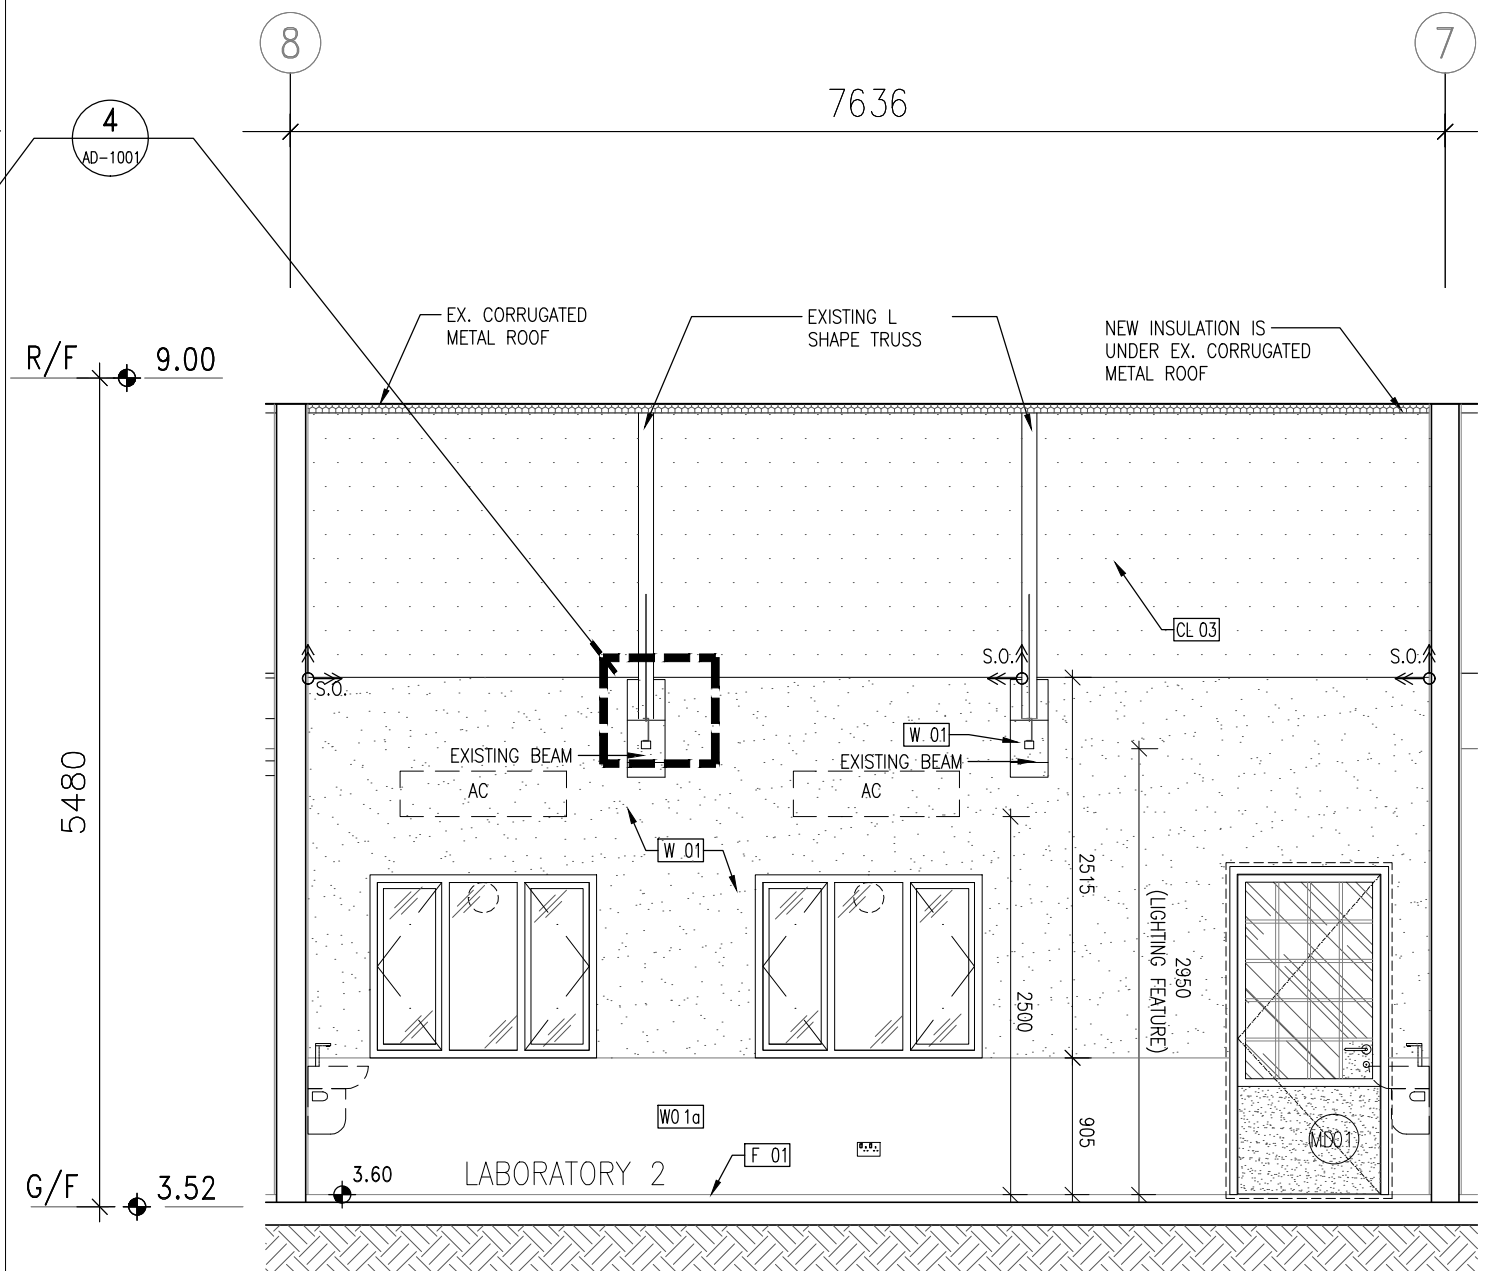 8
7
7636
4
AD-1001
EX. CORRUGATED
METAL ROOF
EXISTING L
SHAPE TRUSS
NEW INSULATION IS
UNDER EX. CORRUGATED
METAL ROOF
R/F 9.00
CL 03
S.O.
S.O.
S.O.
W 01
EXISTING BEAM
EXISTING BEAM
AC
AC
5480
W 01
2515
2950
(LIGHTING FEATURE)
2500
905
W01a
MD01
F 01
LABORATORY 2
3.60
G/F 3.52